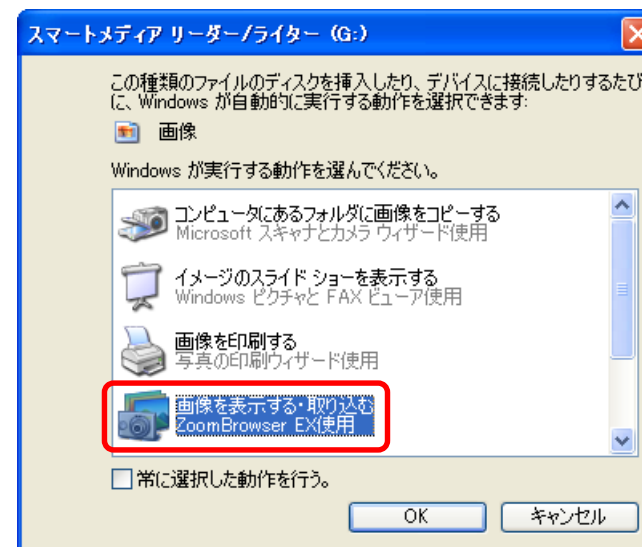 スマートメディア リーダー/ライター (G:)
この種類のファイルのディスクを挿入したり、デバイスに接続したりするたび
に、Windows が自動的に実行する動作を選択できます:
画像
Windows が実行する動作を選んでください。
コンピュータにあるフォルダに画像をコピーする
Microsoft スキャナとカメラ ウィザード使用
イメージのスライド ショーを表示する
Windows ピクチャと FAX ビューア使用
画像を印刷する
写真の印刷ウィザード使用
画像を表示する・取り込む
ZoomBrowser EX使用
常に選択した動作を行う。
OK
キャンセル